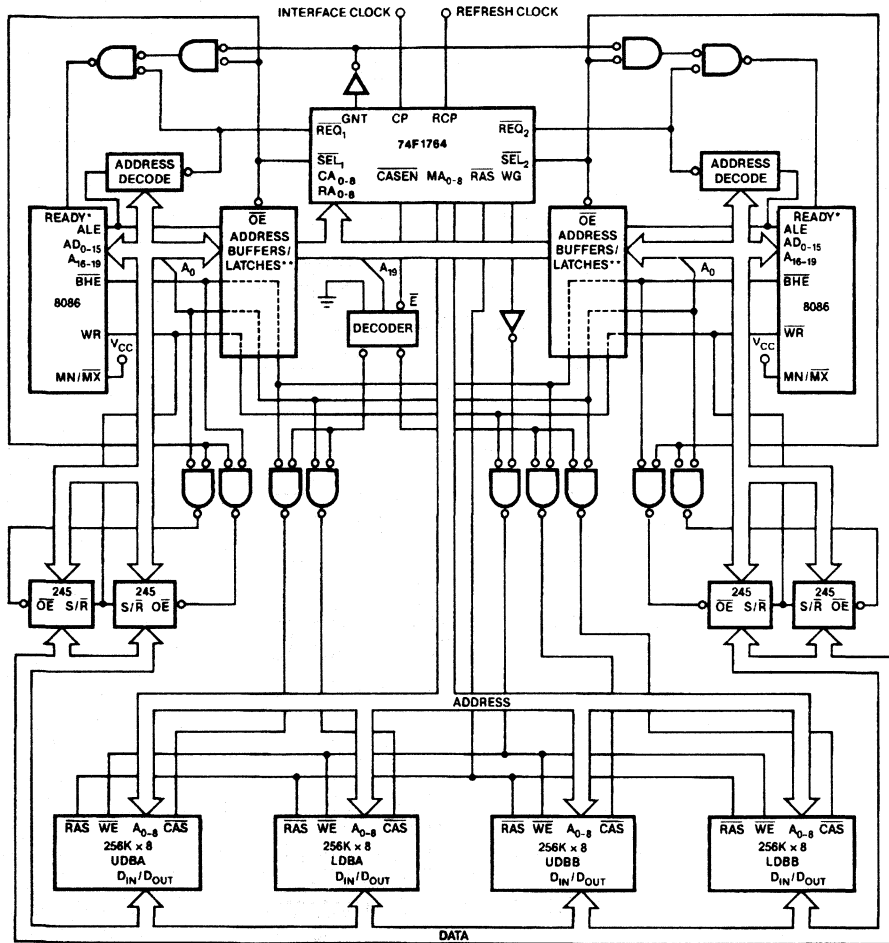 INTERFACE CLOCK
REFRESH CLOCK
GNT CP RCP
REQ₁ 74F1764 REQ₂
SEL₁ SEL₂
CA₀₋₈ CASEN MA₀₋₈ RAS WG
RA₀₋₈
ADDRESS
DECODE
ADDRESS
DECODE
READY*
ALE
AD₀₋₁₅
A₁₆₋₁₉
BHE
8086
WR
VCC
MN/MX
OE
ADDRESS
BUFFERS/
LATCHES**
A₀
A₁₉
E
DECODER
OE
ADDRESS
BUFFERS/
LATCHES**
A₀
READY*
ALE
AD₀₋₁₅
A₁₆₋₁₉
BHE
8086
WR
VCC
MN/MX
245
OE S/R
245
S/R OE
245
OE S/R
245
S/R OE
ADDRESS
RAS WE A₀₋₈ CAS
256K x 8
UDBA
DIN/DOUT
RAS WE A₀₋₈ CAS
256K x 8
LDBA
DIN/DOUT
RAS WE A₀₋₈ CAS
256K x 8
UDBB
DIN/DOUT
RAS WE A₀₋₈ CAS
256K x 8
LDBB
DIN/DOUT
DATA